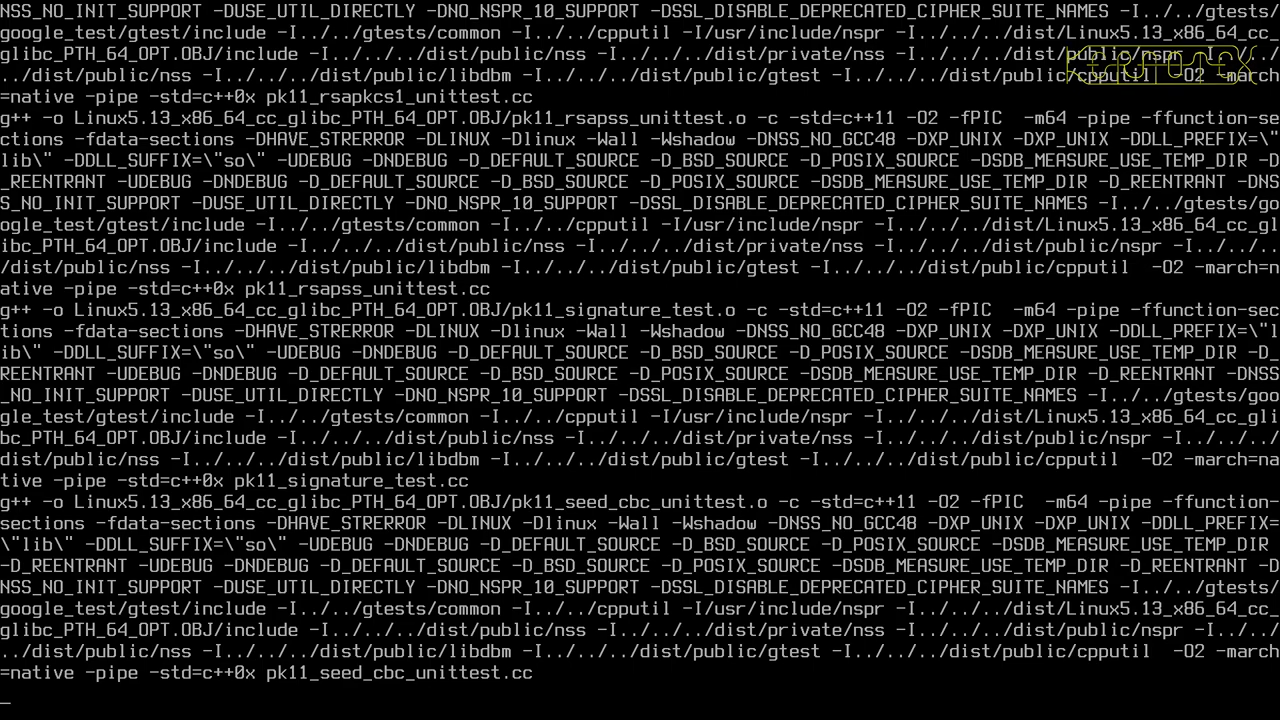 NSS_NO_INIT_SUPPORT -DUSE_UTIL_DIRECTLY -DNO_NSPR_10_SUPPORT -DSSL_DISABLE_DEPRECATED_CIPHER_SUITE_NAMES -I../../gtests/
google_test/gtest/include -I../../gtests/common -I../../cpputil -I/usr/include/nspr -I../../../dist/Linux5.13_x86_64_cc_
glibc_PTH_64_OPT.OBJ/include -I../../../dist/public/nss -I../../../dist/private/nss -I../../../dist/public/nspr -I../../
../dist/public/nss -I../../../dist/public/libdbm -I../../../dist/public/gtest -I../../../dist/public/cpputil  -O2 -march
=native -pipe -std=c++0x pk11_rsapkcs1_unittest.cc
g++ -o Linux5.13_x86_64_cc_glibc_PTH_64_OPT.OBJ/pk11_rsapss_unittest.o -c -std=c++11 -O2 -fPIC  -m64 -pipe -ffunction-se
ctions -fdata-sections -DHAVE_STRERROR -DLINUX -Dlinux -Wall -Wshadow -DNSS_NO_GCC48 -DXP_UNIX -DXP_UNIX -DDLL_PREFIX=\"
lib\" -DDLL_SUFFIX=\"so\" -UDEBUG -DNDEBUG -D_DEFAULT_SOURCE -D_BSD_SOURCE -D_POSIX_SOURCE -DSDB_MEASURE_USE_TEMP_DIR -D
_REENTRANT -UDEBUG -DNDEBUG -D_DEFAULT_SOURCE -D_BSD_SOURCE -D_POSIX_SOURCE -DSDB_MEASURE_USE_TEMP_DIR -D_REENTRANT -DNS
S_NO_INIT_SUPPORT -DUSE_UTIL_DIRECTLY -DNO_NSPR_10_SUPPORT -DSSL_DISABLE_DEPRECATED_CIPHER_SUITE_NAMES -I../../gtests/go
ogle_test/gtest/include -I../../gtests/common -I../../cpputil -I/usr/include/nspr -I../../../dist/Linux5.13_x86_64_cc_gl
ibc_PTH_64_OPT.OBJ/include -I../../../dist/public/nss -I../../../dist/private/nss -I../../../dist/public/nspr -I../../..
/dist/public/nss -I../../../dist/public/libdbm -I../../../dist/public/gtest -I../../../dist/public/cpputil  -O2 -march=n
ative -pipe -std=c++0x pk11_rsapss_unittest.cc
g++ -o Linux5.13_x86_64_cc_glibc_PTH_64_OPT.OBJ/pk11_signature_test.o -c -std=c++11 -O2 -fPIC  -m64 -pipe -ffunction-sec
tions -fdata-sections -DHAVE_STRERROR -DLINUX -Dlinux -Wall -Wshadow -DNSS_NO_GCC48 -DXP_UNIX -DXP_UNIX -DDLL_PREFIX=\"l
ib\" -DDLL_SUFFIX=\"so\" -UDEBUG -DNDEBUG -D_DEFAULT_SOURCE -D_BSD_SOURCE -D_POSIX_SOURCE -DSDB_MEASURE_USE_TEMP_DIR -D_
REENTRANT -UDEBUG -DNDEBUG -D_DEFAULT_SOURCE -D_BSD_SOURCE -D_POSIX_SOURCE -DSDB_MEASURE_USE_TEMP_DIR -D_REENTRANT -DNSS
_NO_INIT_SUPPORT -DUSE_UTIL_DIRECTLY -DNO_NSPR_10_SUPPORT -DSSL_DISABLE_DEPRECATED_CIPHER_SUITE_NAMES -I../../gtests/goo
gle_test/gtest/include -I../../gtests/common -I../../cpputil -I/usr/include/nspr -I../../../dist/Linux5.13_x86_64_cc_gli
bc_PTH_64_OPT.OBJ/include -I../../../dist/public/nss -I../../../dist/private/nss -I../../../dist/public/nspr -I../../../
dist/public/nss -I../../../dist/public/libdbm -I../../../dist/public/gtest -I../../../dist/public/cpputil  -O2 -march=na
tive -pipe -std=c++0x pk11_signature_test.cc
g++ -o Linux5.13_x86_64_cc_glibc_PTH_64_OPT.OBJ/pk11_seed_cbc_unittest.o -c -std=c++11 -O2 -fPIC  -m64 -pipe -ffunction-
sections -fdata-sections -DHAVE_STRERROR -DLINUX -Dlinux -Wall -Wshadow -DNSS_NO_GCC48 -DXP_UNIX -DXP_UNIX -DDLL_PREFIX=
\"lib\" -DDLL_SUFFIX=\"so\" -UDEBUG -DNDEBUG -D_DEFAULT_SOURCE -D_BSD_SOURCE -D_POSIX_SOURCE -DSDB_MEASURE_USE_TEMP_DIR
-D_REENTRANT -UDEBUG -DNDEBUG -D_DEFAULT_SOURCE -D_BSD_SOURCE -D_POSIX_SOURCE -DSDB_MEASURE_USE_TEMP_DIR -D_REENTRANT -D
NSS_NO_INIT_SUPPORT -DUSE_UTIL_DIRECTLY -DNO_NSPR_10_SUPPORT -DSSL_DISABLE_DEPRECATED_CIPHER_SUITE_NAMES -I../../gtests/
google_test/gtest/include -I../../gtests/common -I../../cpputil -I/usr/include/nspr -I../../../dist/Linux5.13_x86_64_cc_
glibc_PTH_64_OPT.OBJ/include -I../../../dist/public/nss -I../../../dist/private/nss -I../../../dist/public/nspr -I../../
../dist/public/nss -I../../../dist/public/libdbm -I../../../dist/public/gtest -I../../../dist/public/cpputil  -O2 -march
=native -pipe -std=c++0x pk11_seed_cbc_unittest.cc
_